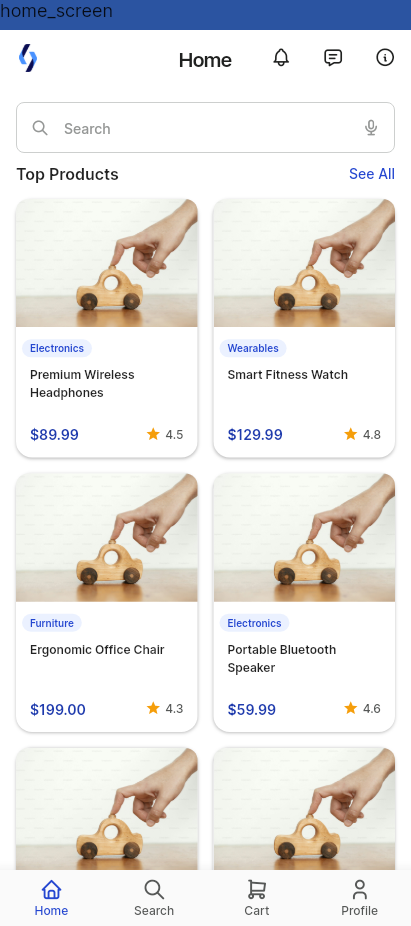 home_screen
Home
Search
Top Products
See All
Electronics
Premium Wireless
Headphones
$89.99
4.5
Wearables
Smart Fitness Watch
$129.99
4.8
Furniture
Ergonomic Office Chair
$199.00
4.3
Electronics
Portable Bluetooth
Speaker
$59.99
4.6
Home
Search
Cart
Profile